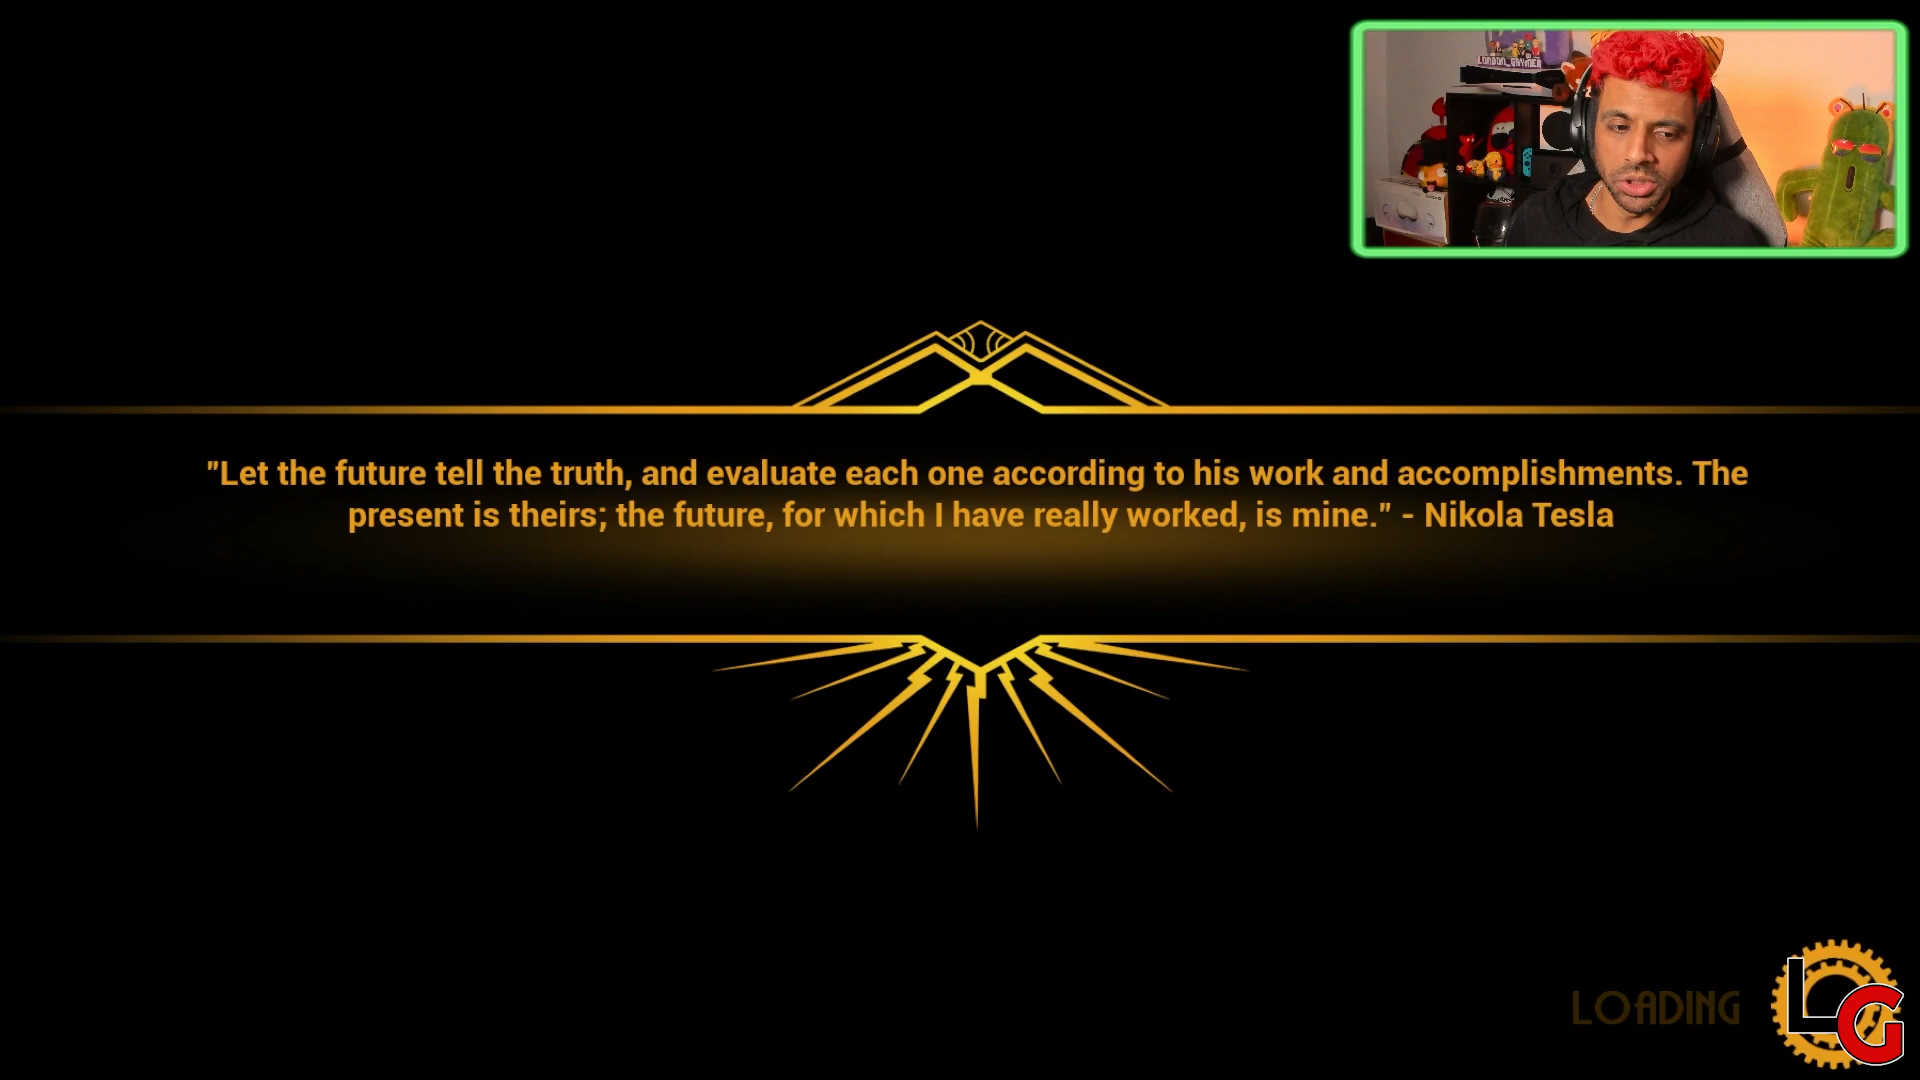 LONDON_GAYMER
"Let the future tell the truth, and evaluate each one according to his work and accomplishments. The
present is theirs; the future, for which I have really worked, is mine." - Nikola Tesla
LOADING
LG